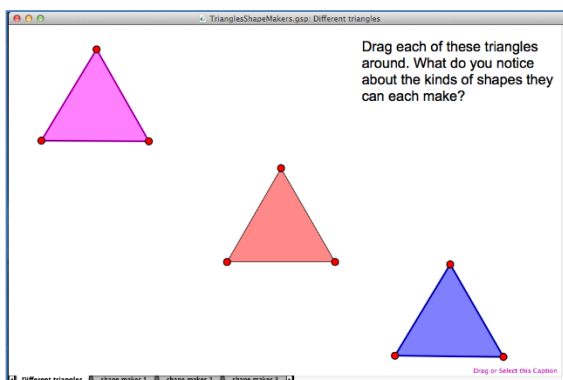 TrianglesShapeMakers.gsp: Different triangles
Drag each of these triangles
around. What do you notice
about the kinds of shapes they
can each make?
Drag or Select this Caption
Different triangles shape maker 1 shape maker 2 shape maker 3